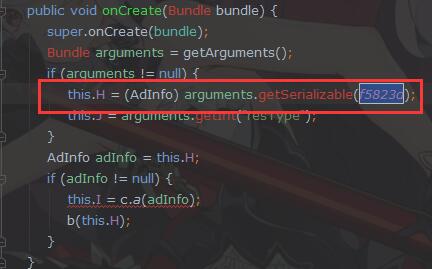 public void onCreate(Bundle bundle) {
super.onCreate(bundle);
Bundle arguments = getArguments();
if (arguments != null) {
this.H = (AdInfo) arguments.getSerializable(f5823d);
this.J = arguments.getInt("resType");
}
AdInfo adInfo = this.H;
if (adInfo != null) {
this.I = c.a(adInfo);
b(this.H);
}
}